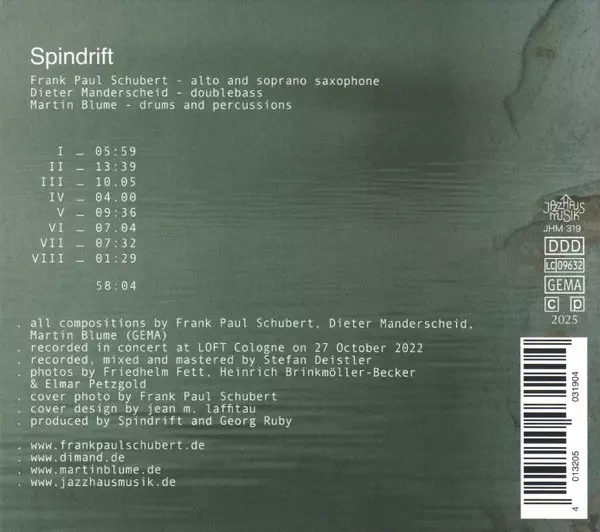 Spindrift
Frank Paul Schubert - alto and soprano saxophone
Dieter Manderscheid - doublebass
Martin Blume - drums and percussions
I – 05:59
II – 13:39
III – 10.05
IV – 04.00
V – 09:36
VI – 07.04
VII – 07:32
VIII – 01:29
58:04
. all compositions by Frank Paul Schubert, Dieter Manderscheid,
Martin Blume (GEMA)
. recorded in concert at LOFT Cologne on 27 October 2022
. recorded, mixed and mastered by Stefan Deistler
. photos by Friedhelm Fett, Heinrich Brinkmöller-Becker
& Elmar Petzgold
. cover photo by Frank Paul Schubert
. cover design by jean m. laffitau
. produced by Spindrift and Georg Ruby
. www.frankpaulschubert.de
. www.dimand.de
. www.martinblume.de
. www.jazzhausmusik.de
JAZZHAUS
MUSIK
JHM 319
DDD
LC 09632
GEMA
c p
2025
4 013205 031904